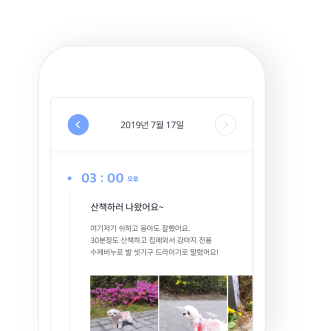 2019년 7월 17일
03 : 00 오후
산책하러 나왔어요~
여기저기 쉬하고 응아도 잘했어요.
30분정도 산책하고 집에와서 강아지 전용
수제비누로 발 씻기구 드라이기로 말렸어요!